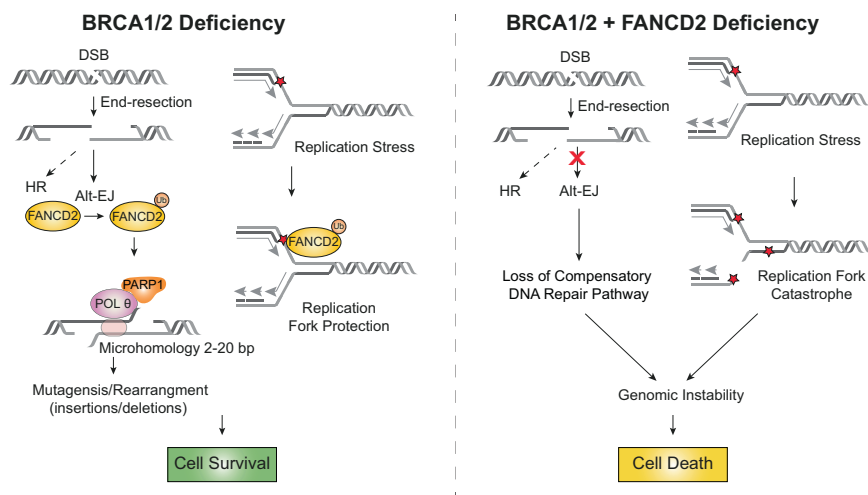 BRCA1/2 Deficiency
DSB
End-resection
HR
Alt-EJ
FANCD2
FANCD2
Ub
PARP1
POL θ
Microhomology 2-20 bp
Mutagensis/Rearrangment
(insertions/deletions)
Replication Stress
Ub
FANCD2
Replication
Fork Protection
Cell Survival
BRCA1/2 + FANCD2 Deficiency
DSB
End-resection
HR
Alt-EJ
Loss of Compensatory
DNA Repair Pathway
Replication Stress
Replication Fork
Catastrophe
Genomic Instability
Cell Death